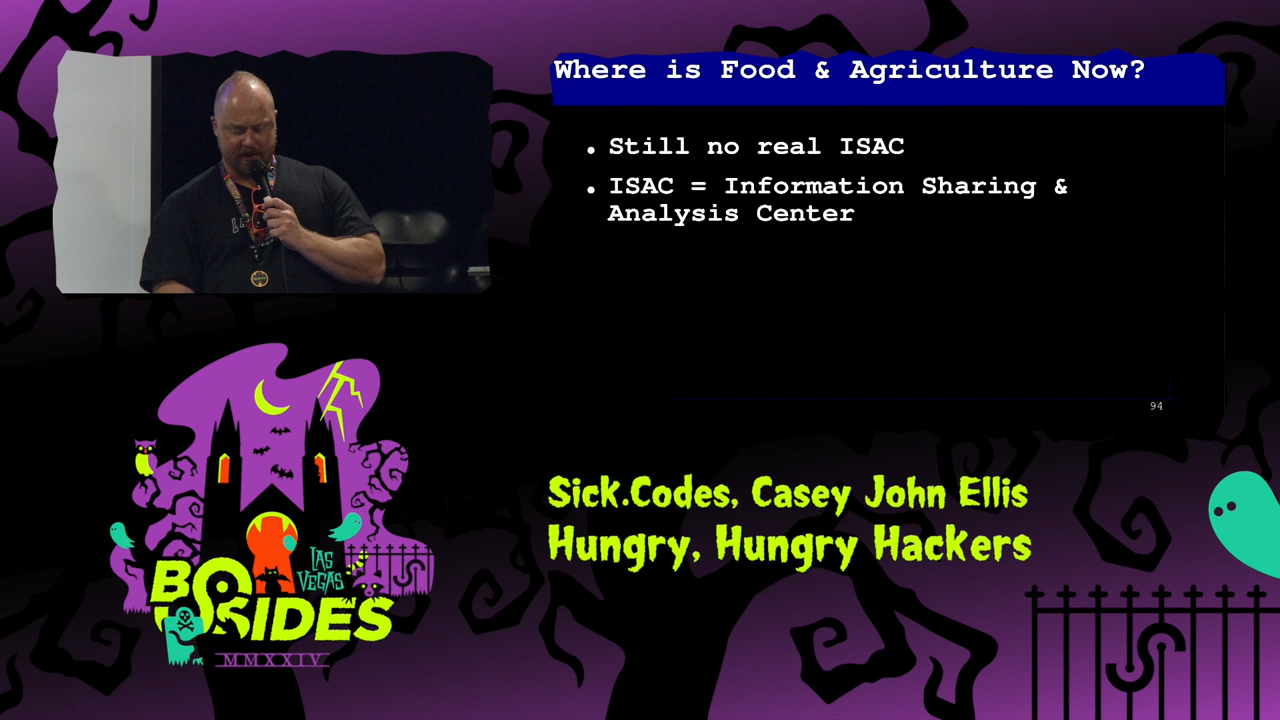 Where is Food & Agriculture Now?
• Still no real ISAC
• ISAC = Information Sharing &
Analysis Center
94
Sick.Codes, Casey John Ellis
Hungry, Hungry Hackers
LAS
VEGAS
BSIDES
MMXXIV